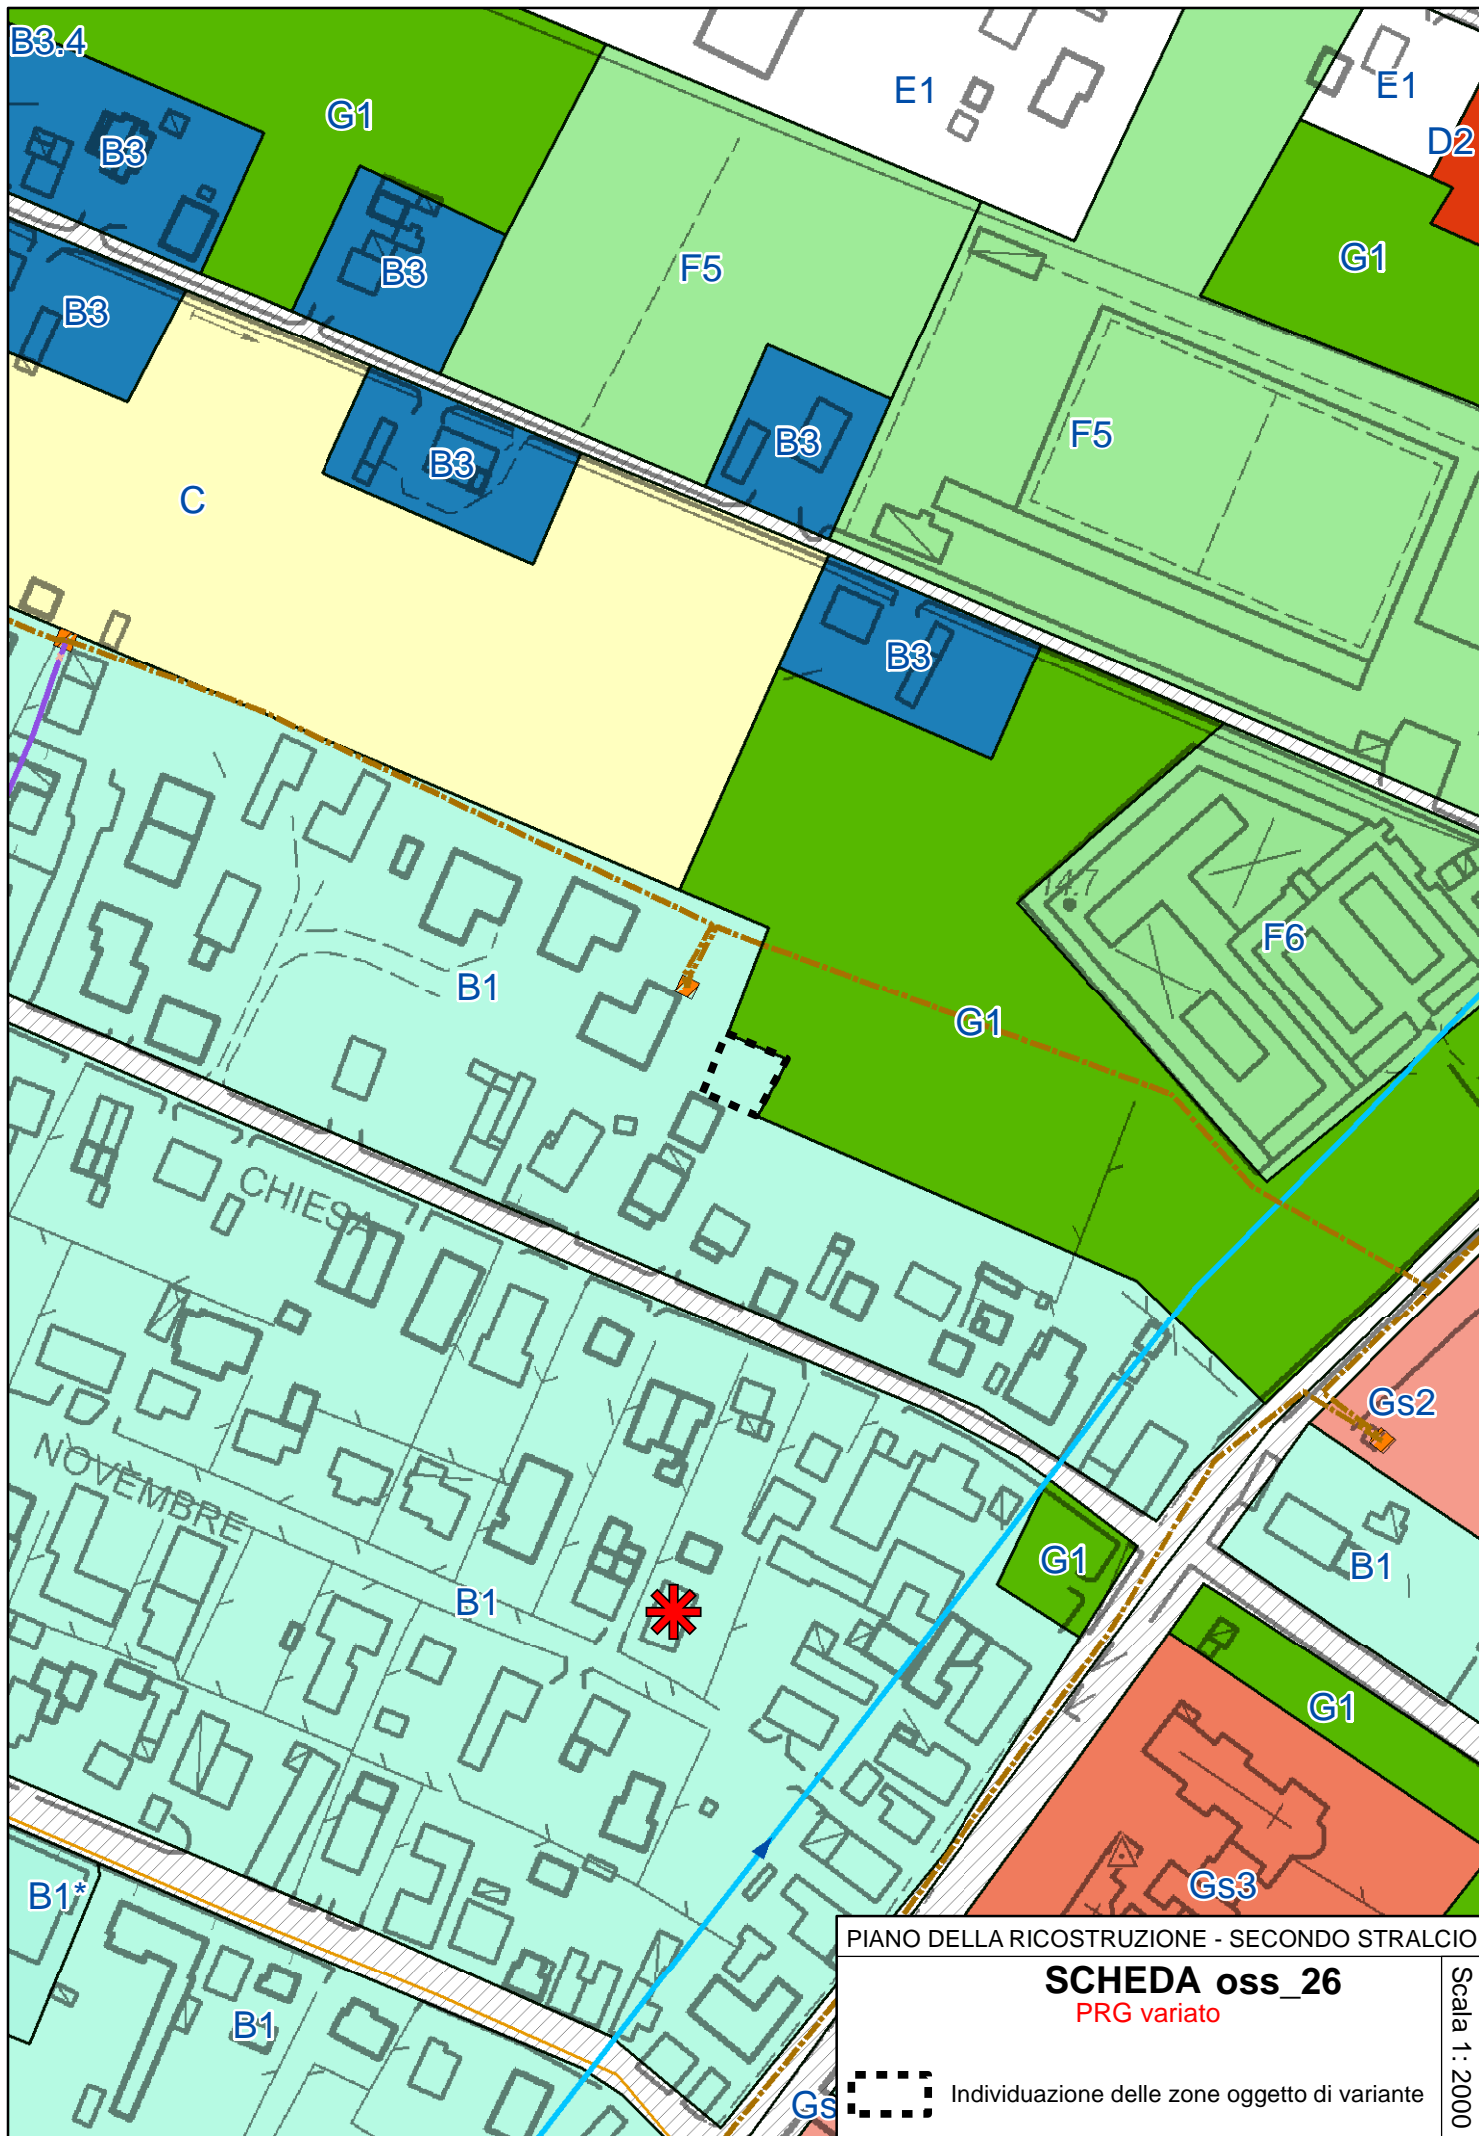 B3.4
G1
E1
E1
D2
B3
G1
F5
B3
B3
F5
B3
B3
C
B3
147
F6
B1
G1
CHIESA
Gs2
NOVEMBRE
G1
B1
B1
G1
Gs3
B1*
B1
Gs
PIANO DELLA RICOSTRUZIONE - SECONDO STRALCIO
SCHEDA oss_26
PRG variato
Individuazione delle zone oggetto di variante
Scala 1: 2000